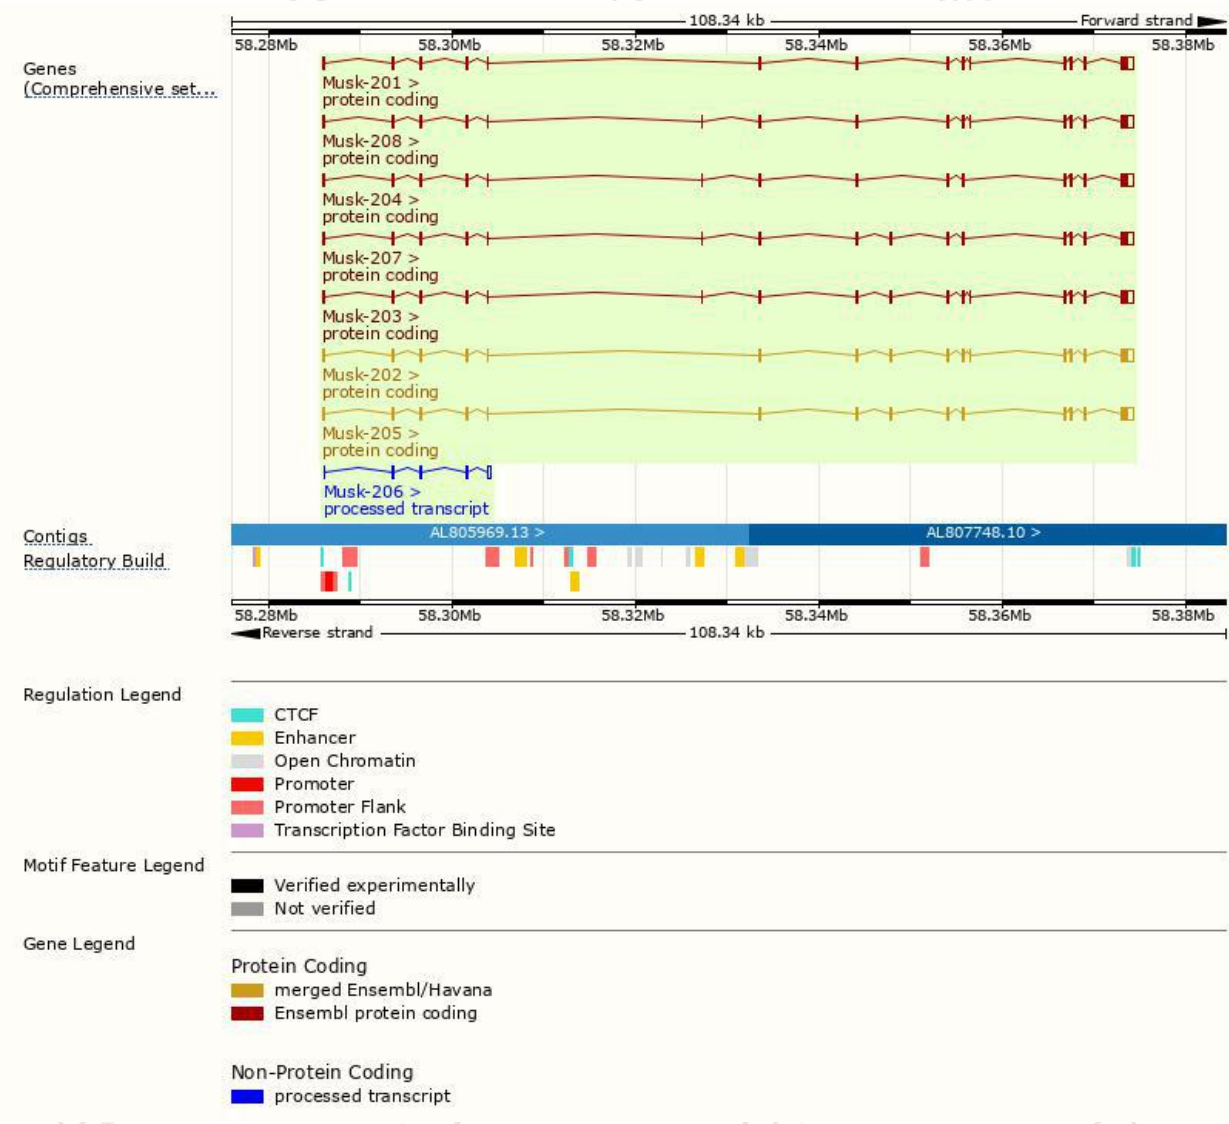 108.34 kb Forward strand
58.28Mb 58.30Mb 58.32Mb 58.34Mb 58.36Mb 58.38Mb
Genes
(Comprehensive set...
Musk-201 >
protein coding
Musk-208 >
protein coding
Musk-204 >
protein coding
Musk-207 >
protein coding
Musk-203 >
protein coding
Musk-202 >
protein coding
Musk-205 >
protein coding
Musk-206 >
processed transcript
Contigs AL805969.13 > AL807748.10 >
Regulatory Build
58.28Mb 58.30Mb 58.32Mb 58.34Mb 58.36Mb 58.38Mb
Reverse strand 108.34 kb
Regulation Legend
CTCF
Enhancer
Open Chromatin
Promoter
Promoter Flank
Transcription Factor Binding Site
Motif Feature Legend
Verified experimentally
Not verified
Gene Legend
Protein Coding
merged Ensembl/Havana
Ensembl protein coding
Non-Protein Coding
processed transcript